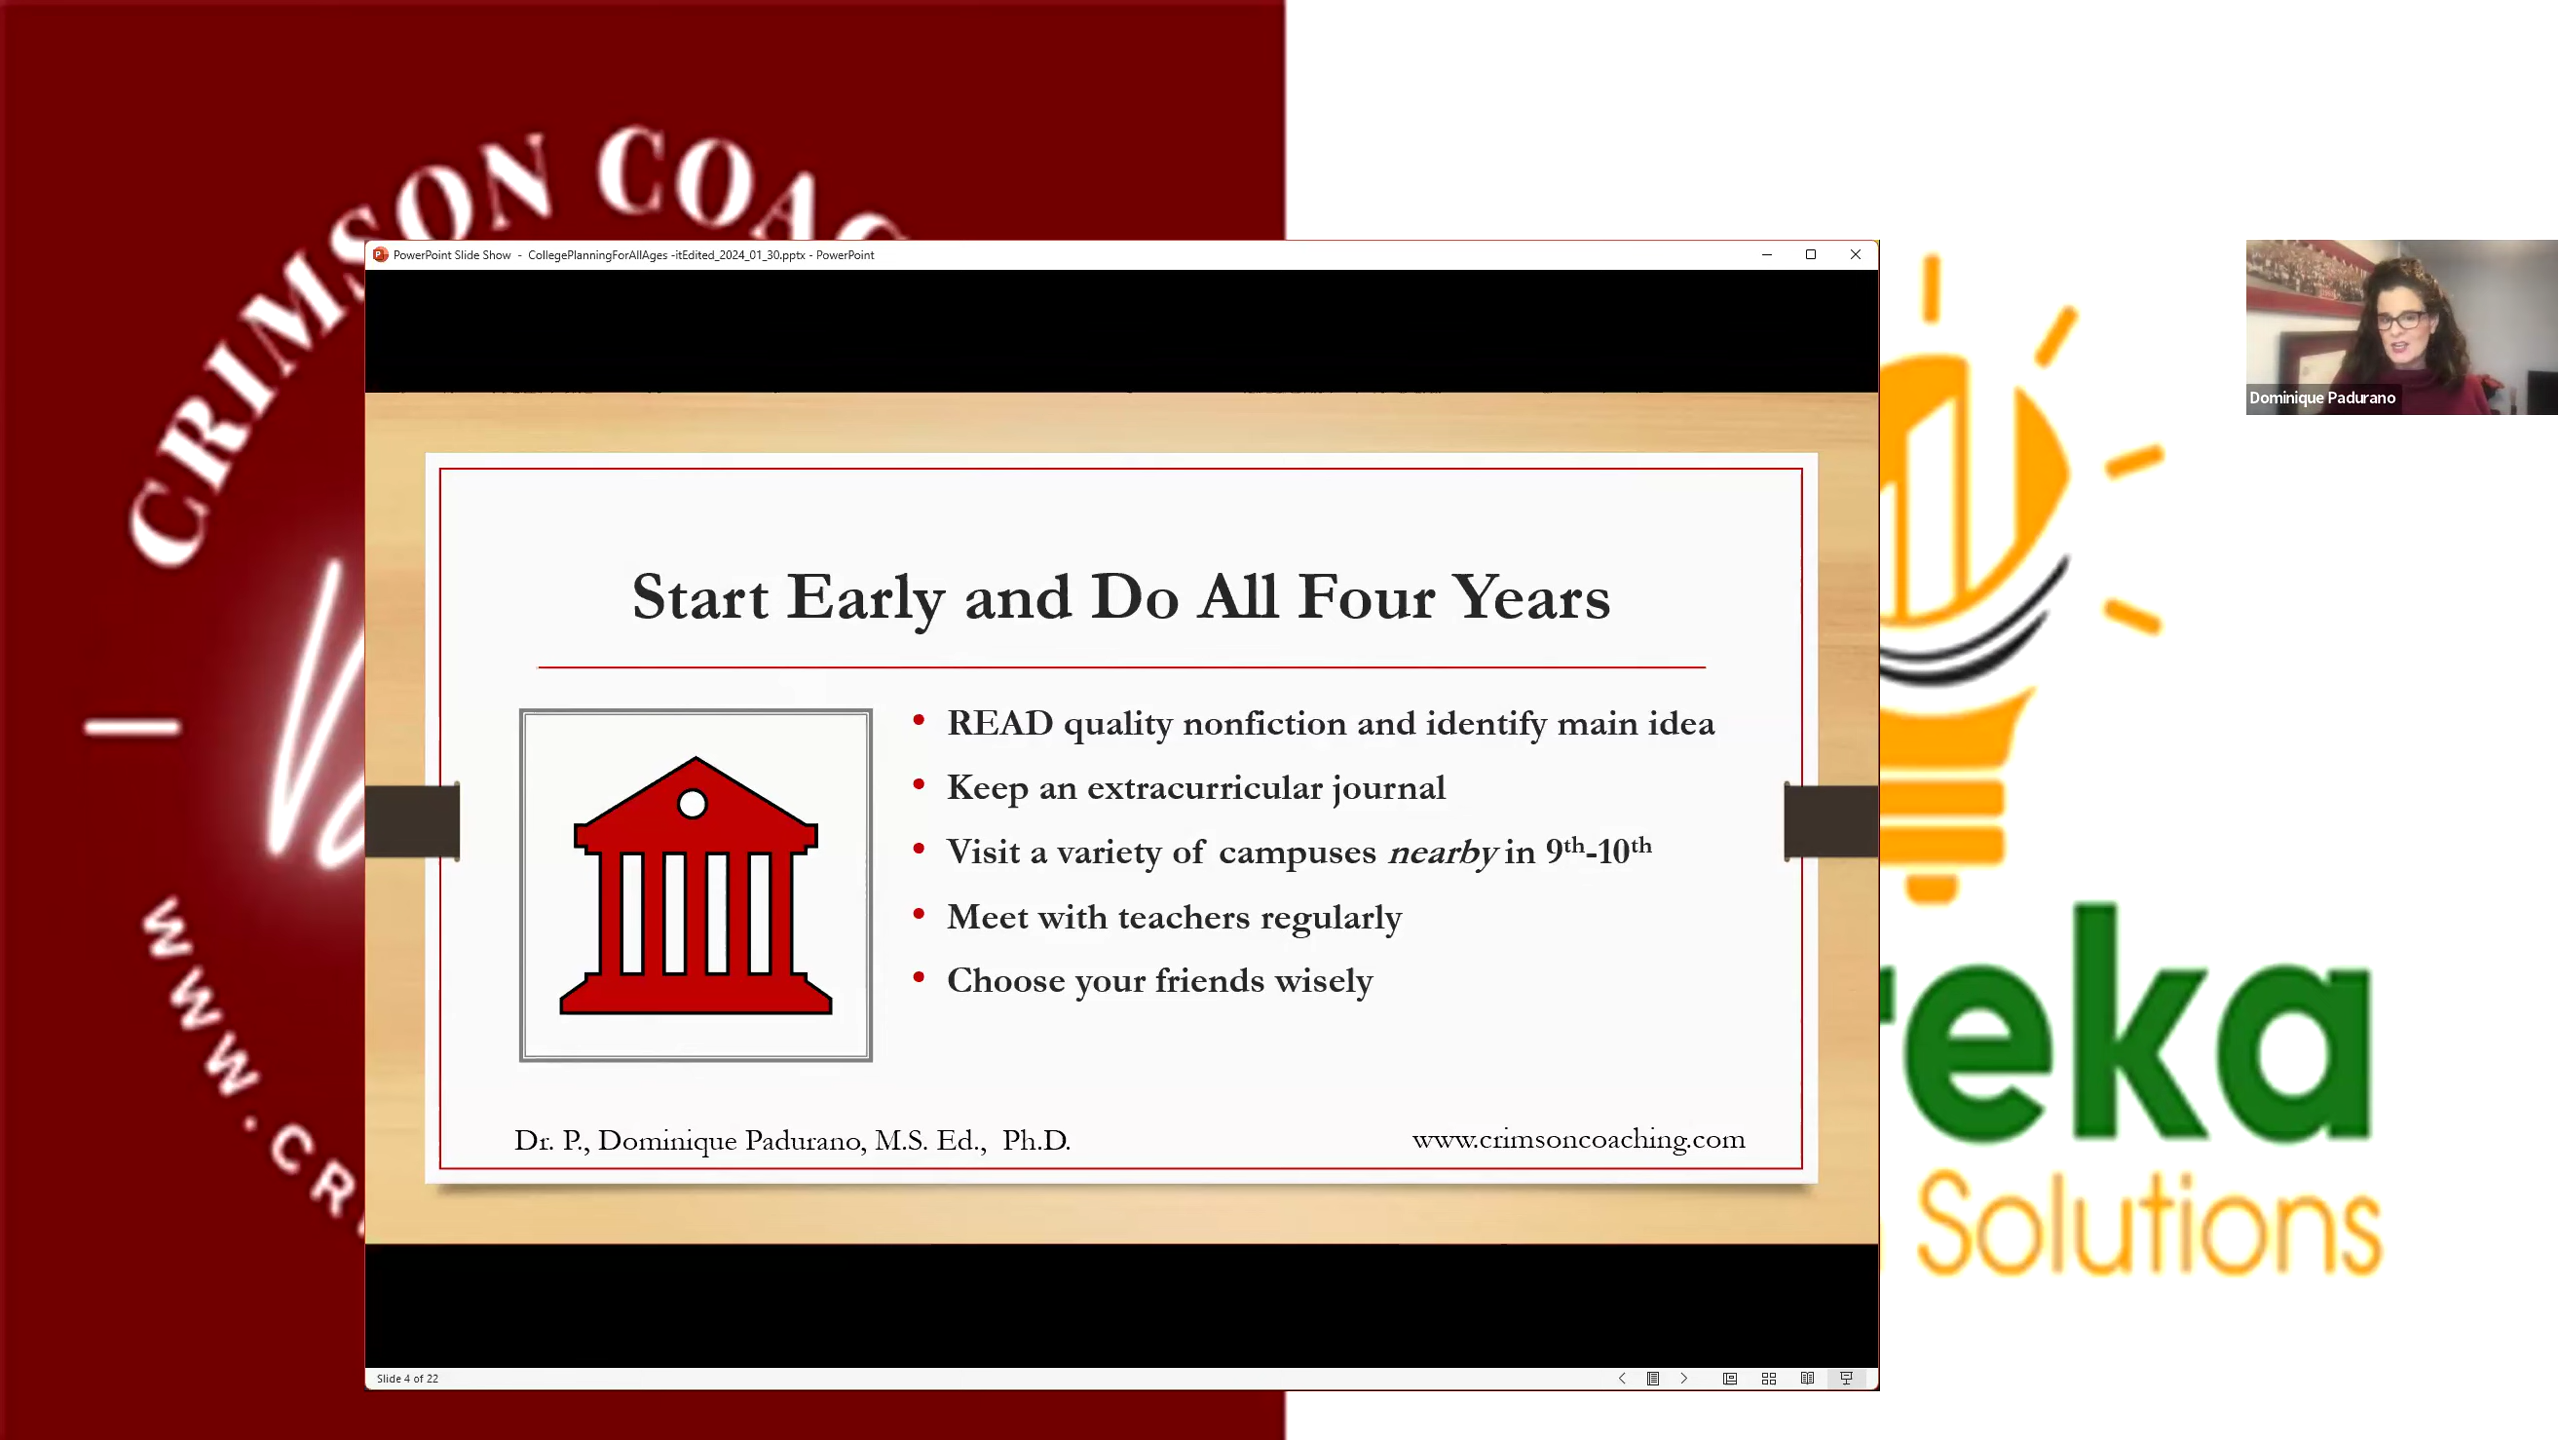 CRIMSON COAC
PowerPoint Slide Show - CollegePlanningForAllAges -itEdited_2024_01_30.pptx - PowerPoint
Dominique Padurano
Start Early and Do All Four Years
• READ quality nonfiction and identify main idea
• Keep an extracurricular journal
• Visit a variety of campuses nearby in 9th-10th
• Meet with teachers regularly
• Choose your friends wisely
Dr. P., Dominique Padurano, M.S. Ed., Ph.D.
www.crimsoncoaching.com
reka
Solutions
www.CR
Slide 4 of 22